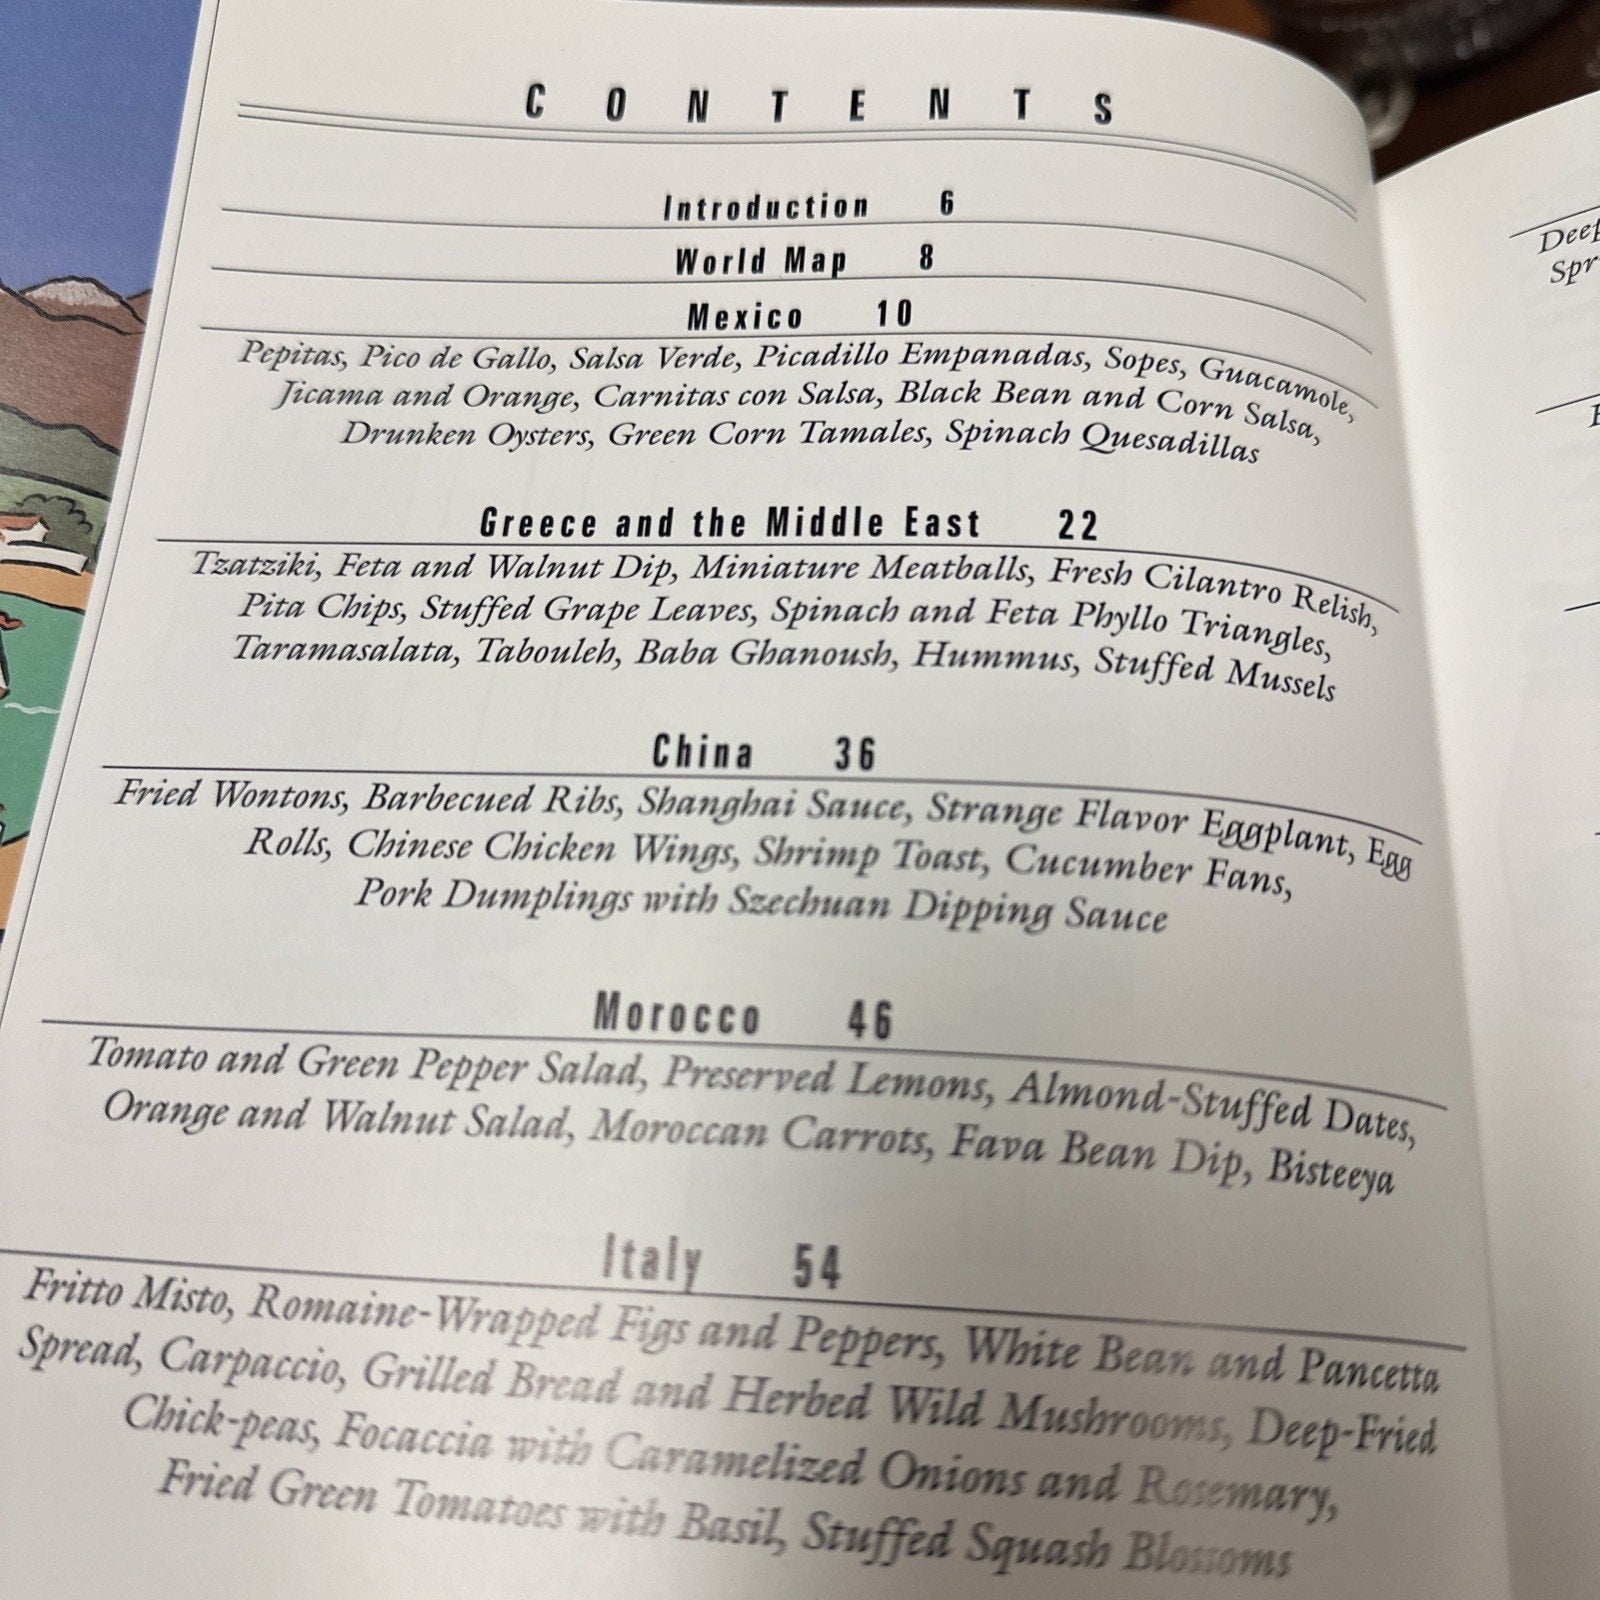 CONTENTS
Introduction 6
World Map 8
Mexico 10
Pepitas, Pico de Gallo, Salsa Verde, Picadillo Empanadas, Sopes, Guacamole,
Jicama and Orange, Carnitas con Salsa, Black Bean and Corn Salsa,
Drunken Oysters, Green Corn Tamales, Spinach Quesadillas
Greece and the Middle East 22
Tzatziki, Feta and Walnut Dip, Miniature Meatballs, Fresh Cilantro Relish,
Pita Chips, Stuffed Grape Leaves, Spinach and Feta Phyllo Triangles,
Taramasalata, Tabouleh, Baba Ghanoush, Hummus, Stuffed Mussels
China 36
Fried Wontons, Barbecued Ribs, Shanghai Sauce, Strange Flavor Eggplant, Egg
Rolls, Chinese Chicken Wings, Shrimp Toast, Cucumber Fans,
Pork Dumplings with Szechuan Dipping Sauce
Morocco 46
Tomato and Green Pepper Salad, Preserved Lemons, Almond-Stuffed Dates,
Orange and Walnut Salad, Moroccan Carrots, Fava Bean Dip, Bisteeya
Italy 54
Fritto Misto, Romaine-Wrapped Figs and Peppers, White Bean and Pancetta
Spread, Carpaccio, Grilled Bread and Herbed Wild Mushrooms, Deep-Fried
Chick-peas, Focaccia with Caramelized Onions and Rosemary,
Fried Green Tomatoes with Basil, Stuffed Squash Blossoms